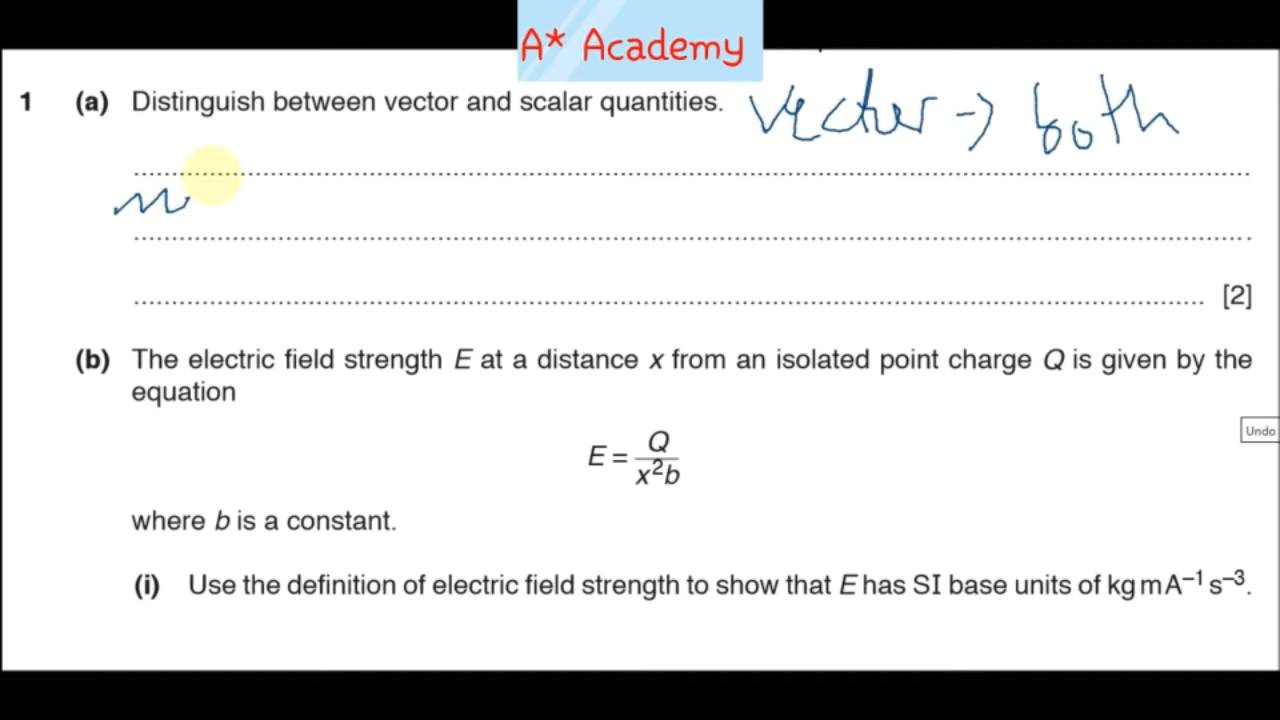 A* Academy
1 (a) Distinguish between vector and scalar quantities. vector → both
[2]
(b) The electric field strength E at a distance x from an isolated point charge Q is given by the
equation
E = Q / x²b
where b is a constant.
(i) Use the definition of electric field strength to show that E has SI base units of kg m A⁻¹ s⁻³.
Undo